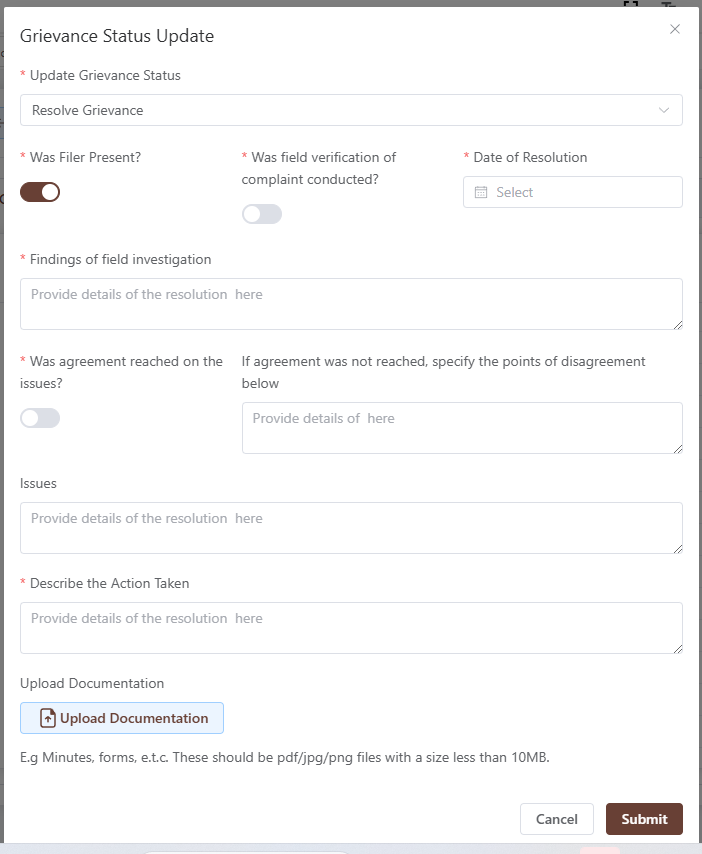 Grievance Status Update
* Update Grievance Status
Resolve Grievance
* Was Filer Present?
* Was field verification of
complaint conducted?
* Date of Resolution
Select
* Findings of field investigation
Provide details of the resolution  here
* Was agreement reached on the
issues?
If agreement was not reached, specify the points of disagreement
below
Provide details of  here
Issues
Provide details of the resolution  here
* Describe the Action Taken
Provide details of the resolution  here
Upload Documentation
Upload Documentation
E.g Minutes, forms, e.t.c. These should be pdf/jpg/png files with a size less than 10MB.
Cancel
Submit